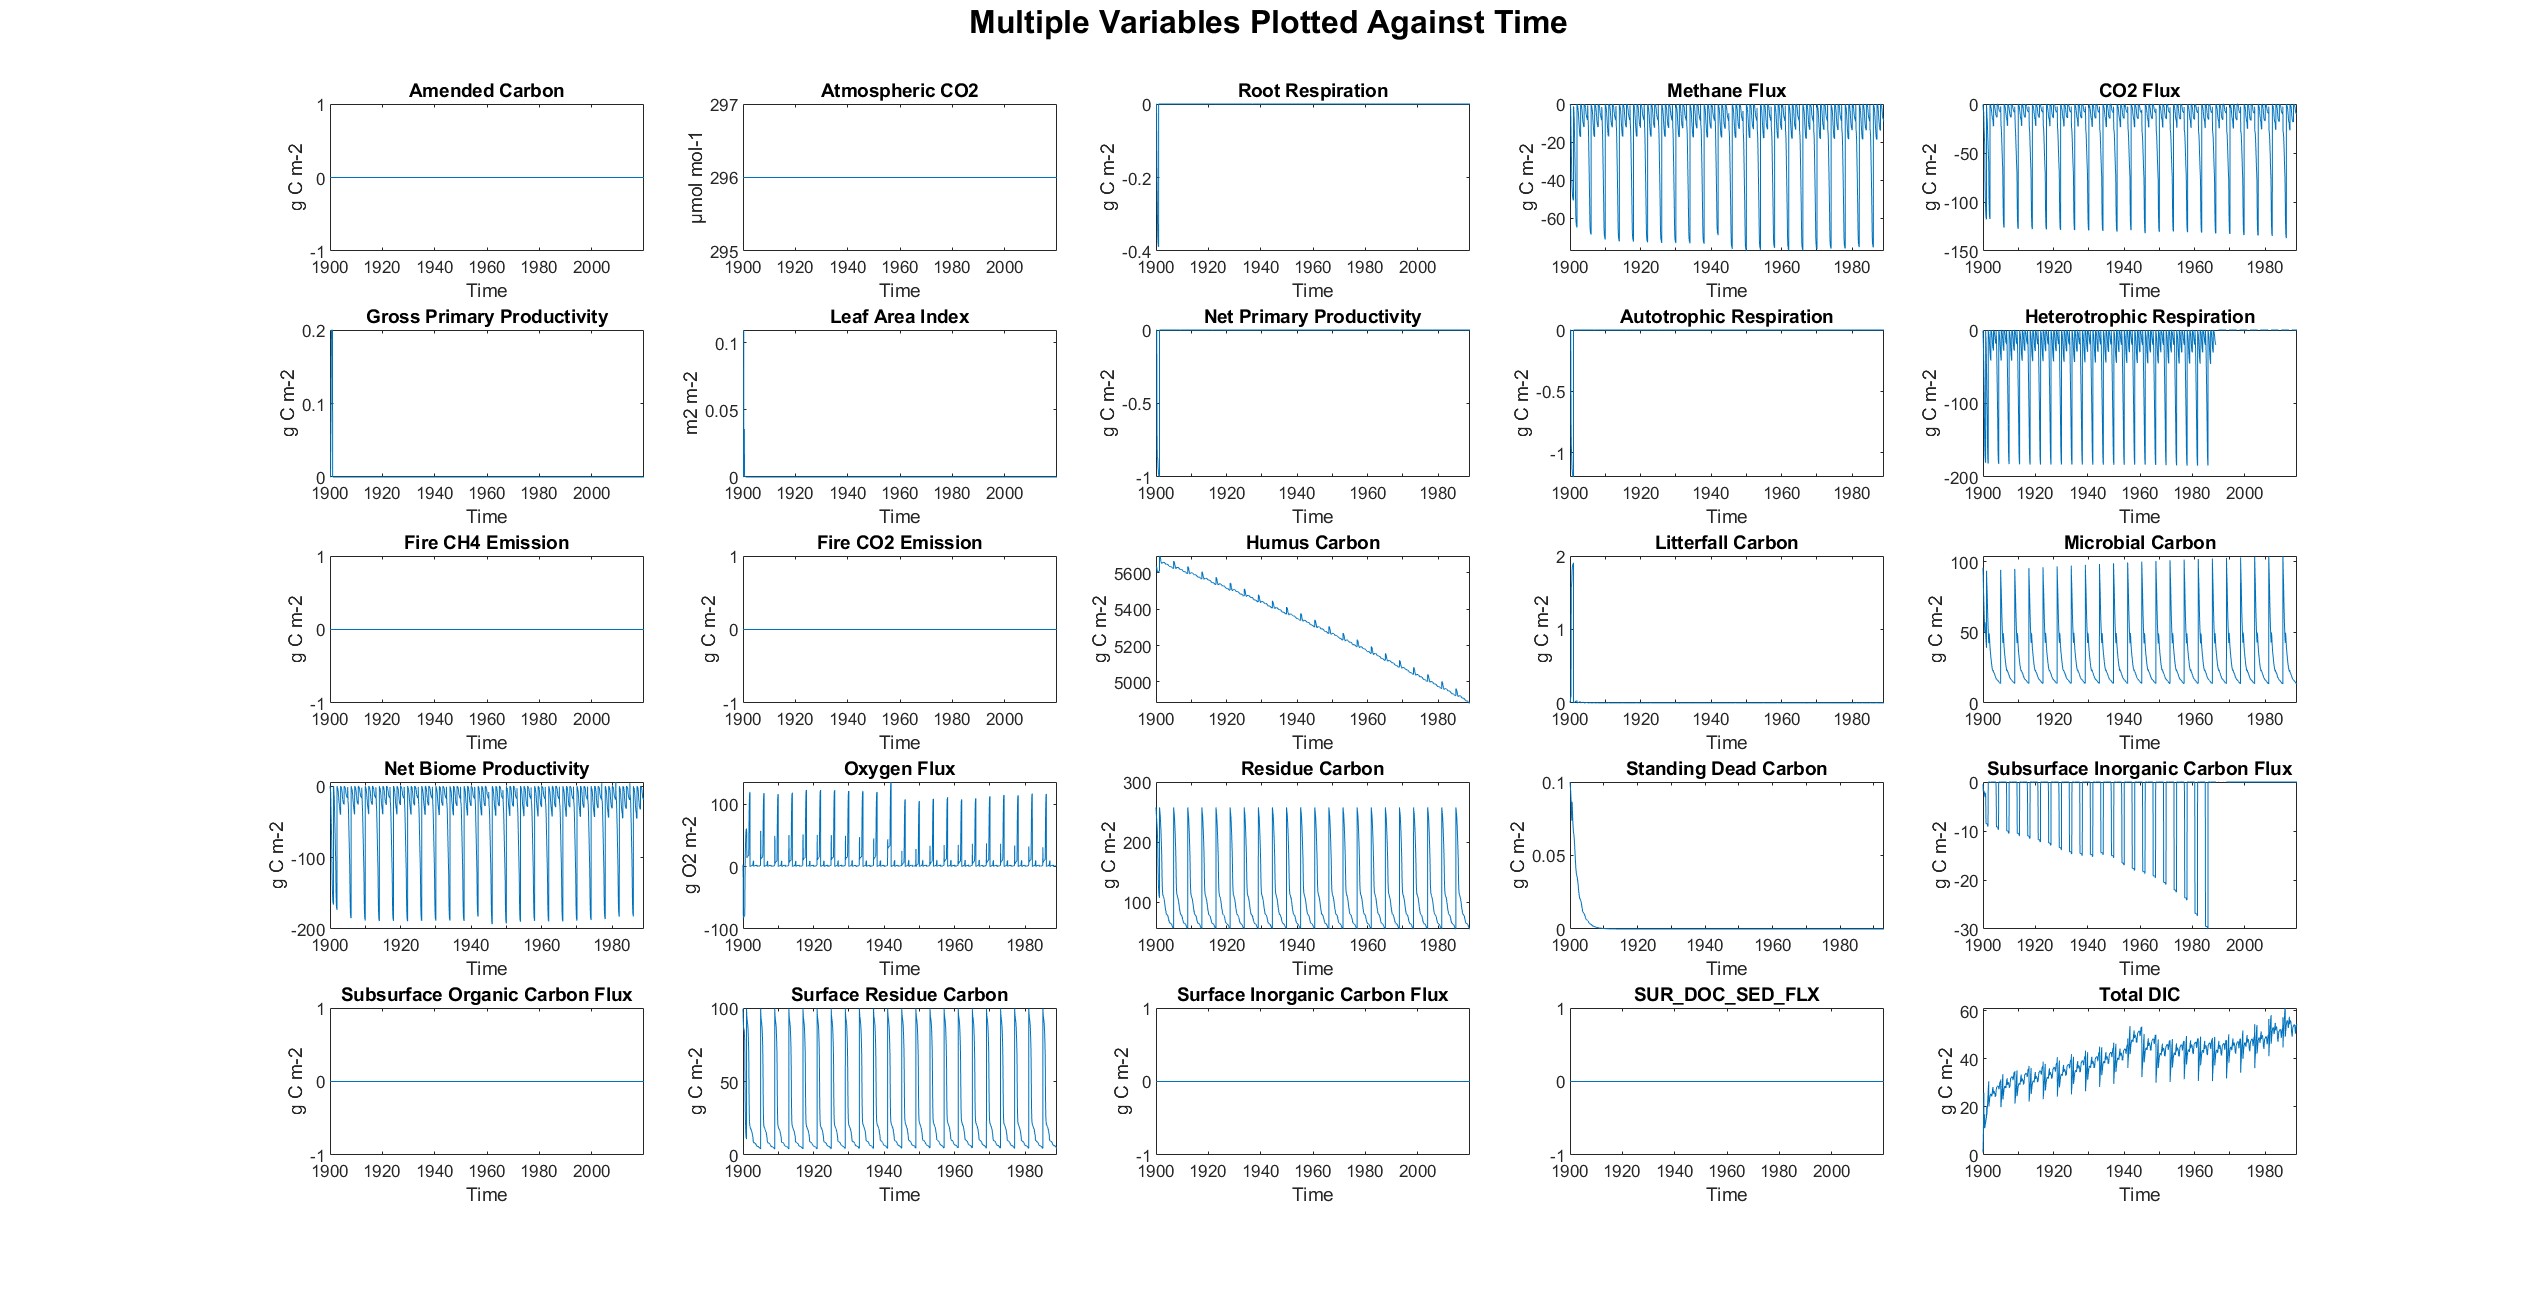 Multiple Variables Plotted Against Time
Amended Carbon
g C m-2
1
0
-1
1900 1920 1940 1960 1980 2000
Time
Atmospheric CO2
µmol mol-1
297
296
295
1900 1920 1940 1960 1980 2000
Time
Root Respiration
g C m-2
0
-0.2
-0.4
1900 1920 1940 1960 1980 2000
Time
Methane Flux
g C m-2
0
-20
-40
-60
1900 1920 1940 1960 1980
Time
CO2 Flux
g C m-2
0
-50
-100
-150
1900 1920 1940 1960 1980
Time
Gross Primary Productivity
g C m-2
0.2
0.1
0
1900 1920 1940 1960 1980 2000
Time
Leaf Area Index
m2 m-2
0.1
0.05
0
1900 1920 1940 1960 1980 2000
Time
Net Primary Productivity
g C m-2
0
-0.5
-1
1900 1920 1940 1960 1980
Time
Autotrophic Respiration
g C m-2
0
-0.5
-1
1900 1920 1940 1960 1980
Time
Heterotrophic Respiration
g C m-2
0
-100
-200
1900 1920 1940 1960 1980 2000
Time
Fire CH4 Emission
g C m-2
1
0
-1
1900 1920 1940 1960 1980 2000
Time
Fire CO2 Emission
g C m-2
1
0
-1
1900 1920 1940 1960 1980 2000
Time
Humus Carbon
g C m-2
5600
5400
5200
5000
1900 1920 1940 1960 1980
Time
Litterfall Carbon
g C m-2
2
1
0
1900 1920 1940 1960 1980
Time
Microbial Carbon
g C m-2
100
50
0
1900 1920 1940 1960 1980
Time
Net Biome Productivity
g C m-2
0
-100
-200
1900 1920 1940 1960 1980
Time
Oxygen Flux
g O2 m-2
100
0
-100
1900 1920 1940 1960 1980
Time
Residue Carbon
g C m-2
300
200
100
1900 1920 1940 1960 1980
Time
Standing Dead Carbon
g C m-2
0.1
0.05
0
1900 1920 1940 1960 1980
Time
Subsurface Inorganic Carbon Flux
g C m-2
0
-10
-20
-30
1900 1920 1940 1960 1980 2000
Time
Subsurface Organic Carbon Flux
g C m-2
1
0
-1
1900 1920 1940 1960 1980 2000
Time
Surface Residue Carbon
g C m-2
100
50
0
1900 1920 1940 1960 1980
Time
Surface Inorganic Carbon Flux
g C m-2
1
0
-1
1900 1920 1940 1960 1980 2000
Time
SUR_DOC_SED_FLX
g C m-2
1
0
-1
1900 1920 1940 1960 1980 2000
Time
Total DIC
g C m-2
60
40
20
0
1900 1920 1940 1960 1980
Time